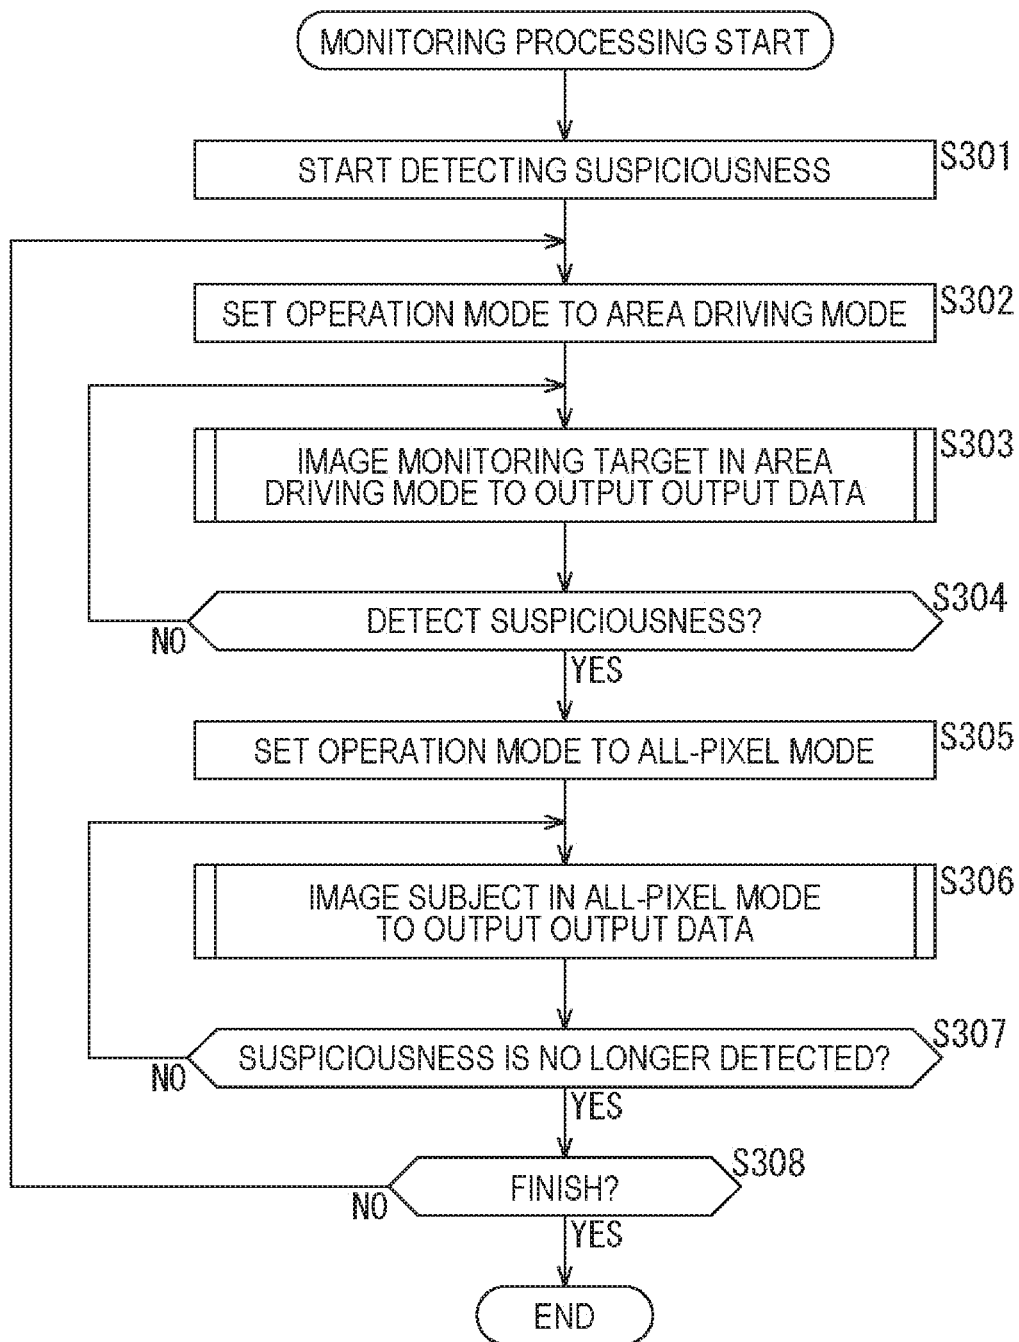 MONITORING PROCESSING START
S301
START DETECTING SUSPICIOUSNESS
S302
SET OPERATION MODE TO AREA DRIVING MODE
S303
IMAGE MONITORING TARGET IN AREA
DRIVING MODE TO OUTPUT OUTPUT DATA
S304
DETECT SUSPICIOUSNESS?
NO
YES
S305
SET OPERATION MODE TO ALL-PIXEL MODE
S306
IMAGE SUBJECT IN ALL-PIXEL MODE
TO OUTPUT OUTPUT DATA
S307
SUSPICIOUSNESS IS NO LONGER DETECTED?
NO
YES
S308
FINISH?
NO
YES
END